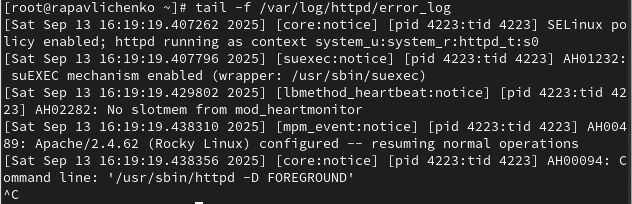 [root@rapavlichenko ~]# tail -f /var/log/httpd/error_log
[Sat Sep 13 16:19:19.407262 2025] [core:notice] [pid 4223:tid 4223] SELinux po
licy enabled; httpd running as context system_u:system_r:httpd_t:s0
[Sat Sep 13 16:19:19.407796 2025] [suexec:notice] [pid 4223:tid 4223] AH01232:
 suEXEC mechanism enabled (wrapper: /usr/sbin/suexec)
[Sat Sep 13 16:19:19.429802 2025] [lbmethod_heartbeat:notice] [pid 4223:tid 42
23] AH02282: No slotmem from mod_heartmonitor
[Sat Sep 13 16:19:19.438310 2025] [mpm_event:notice] [pid 4223:tid 4223] AH004
89: Apache/2.4.62 (Rocky Linux) configured -- resuming normal operations
[Sat Sep 13 16:19:19.438356 2025] [core:notice] [pid 4223:tid 4223] AH00094: C
ommand line: '/usr/sbin/httpd -D FOREGROUND'
^C